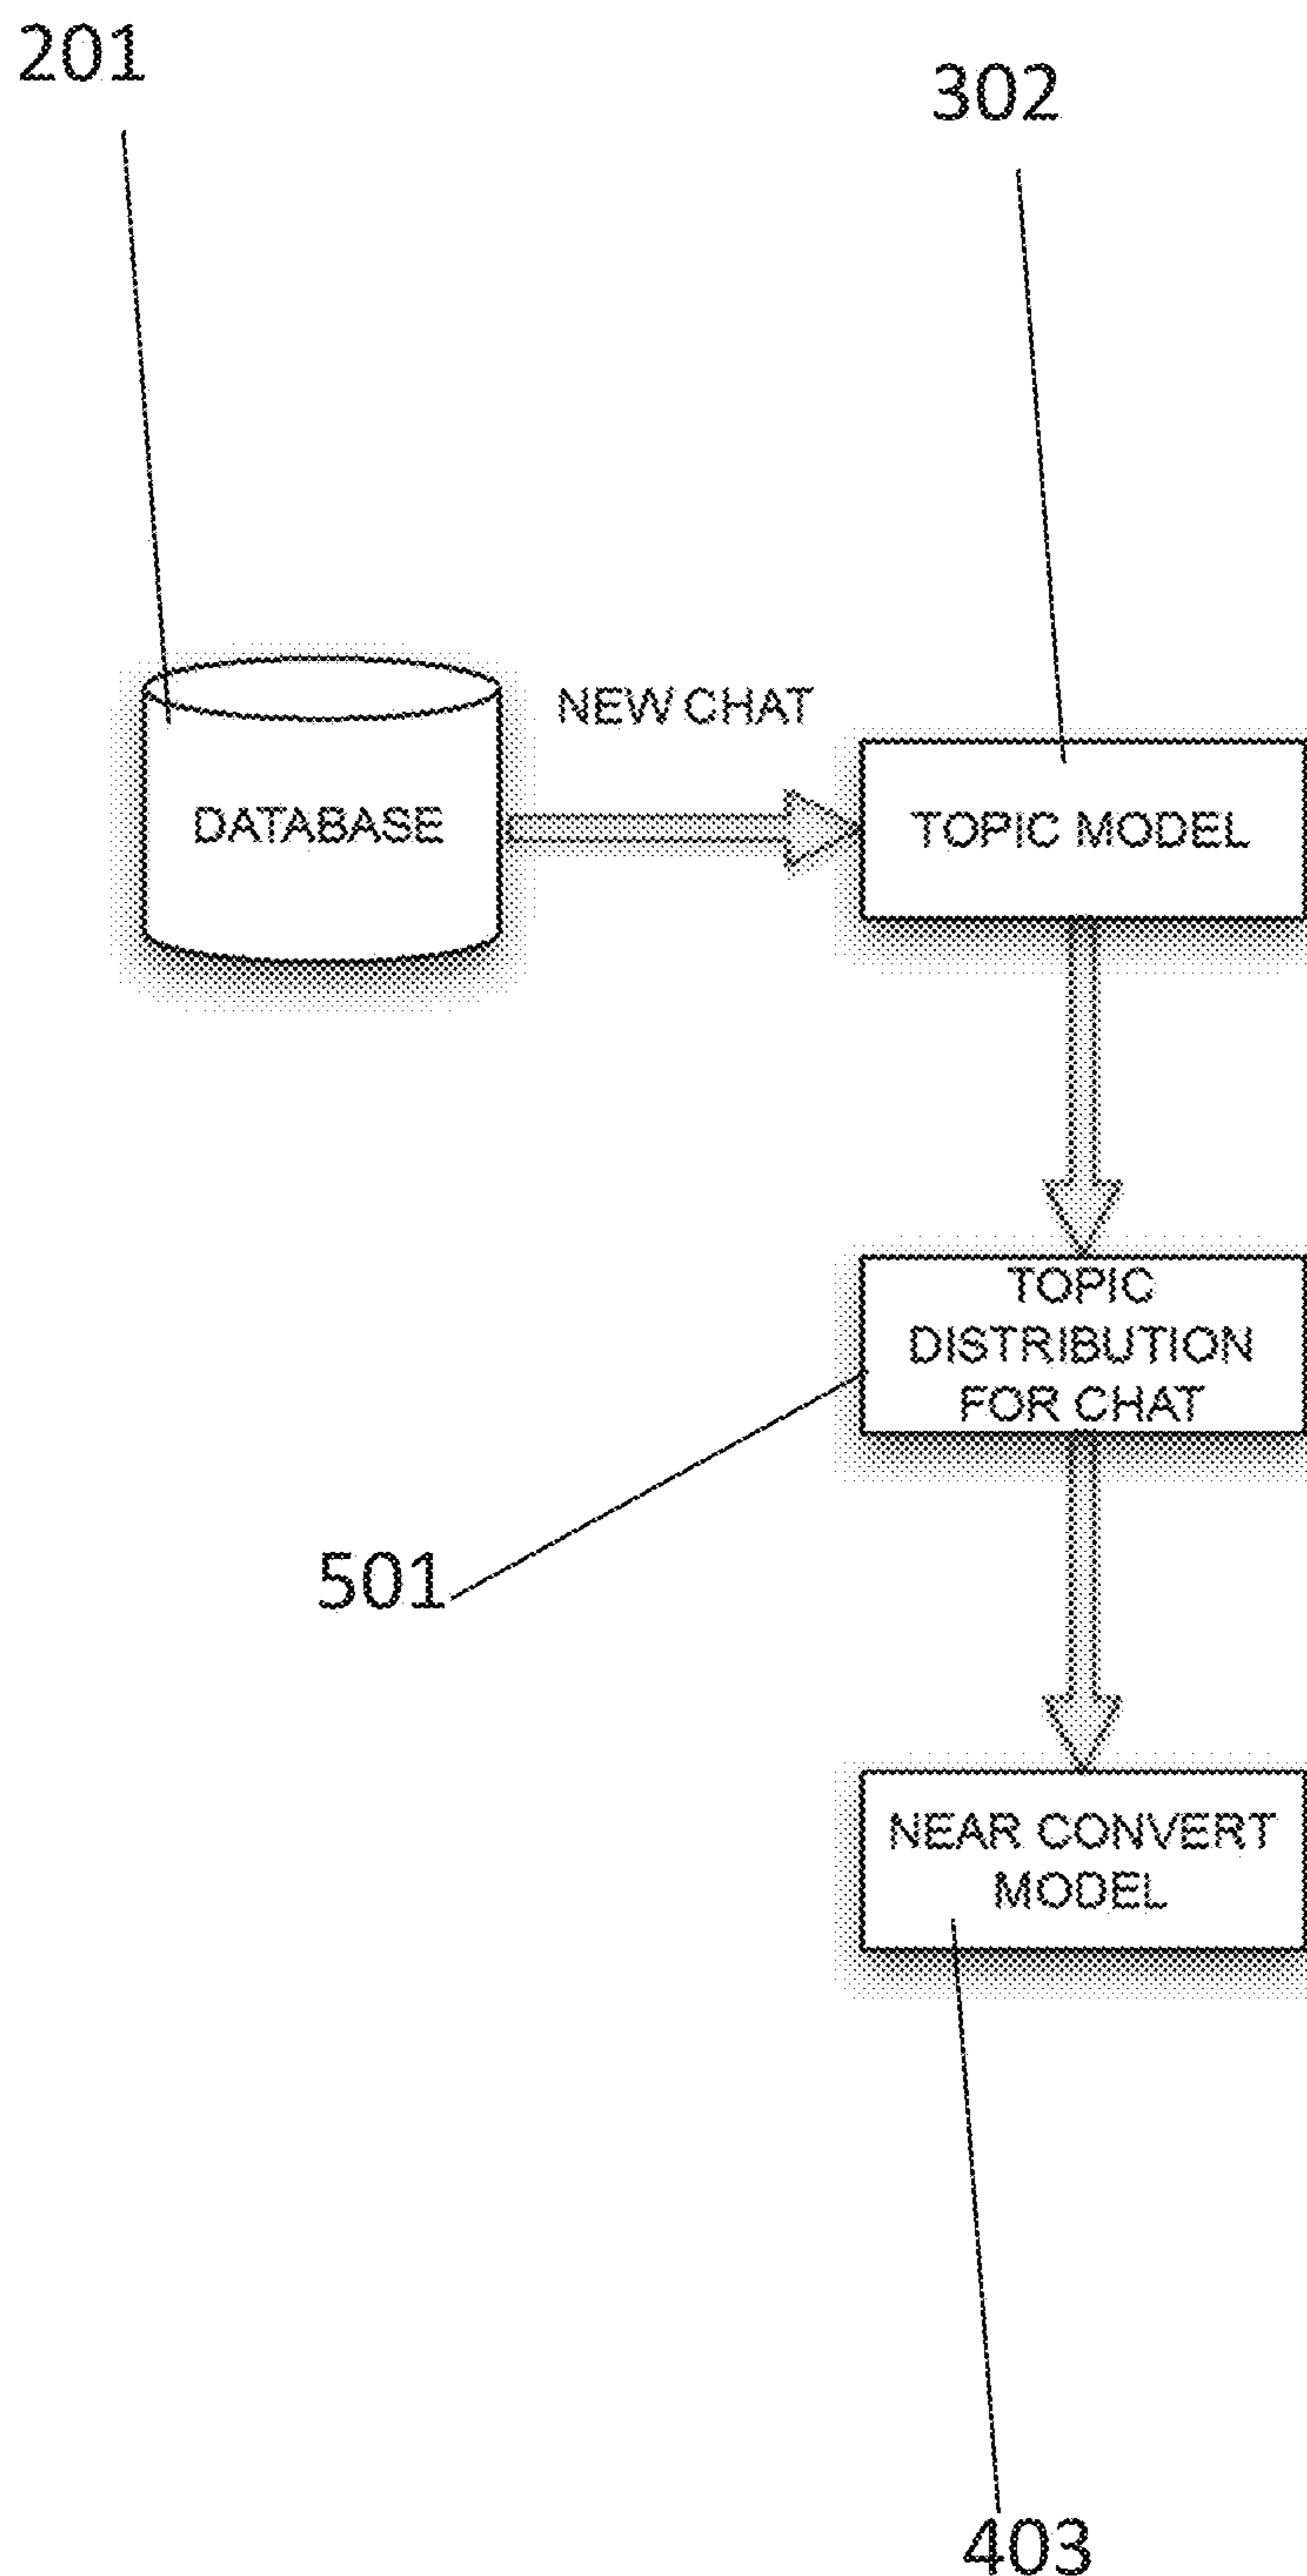 201
302
NEW CHAT
DATABASE
TOPIC MODEL
TOPIC
DISTRIBUTION
FOR CHAT
501
NEAR CONVERT
MODEL
403